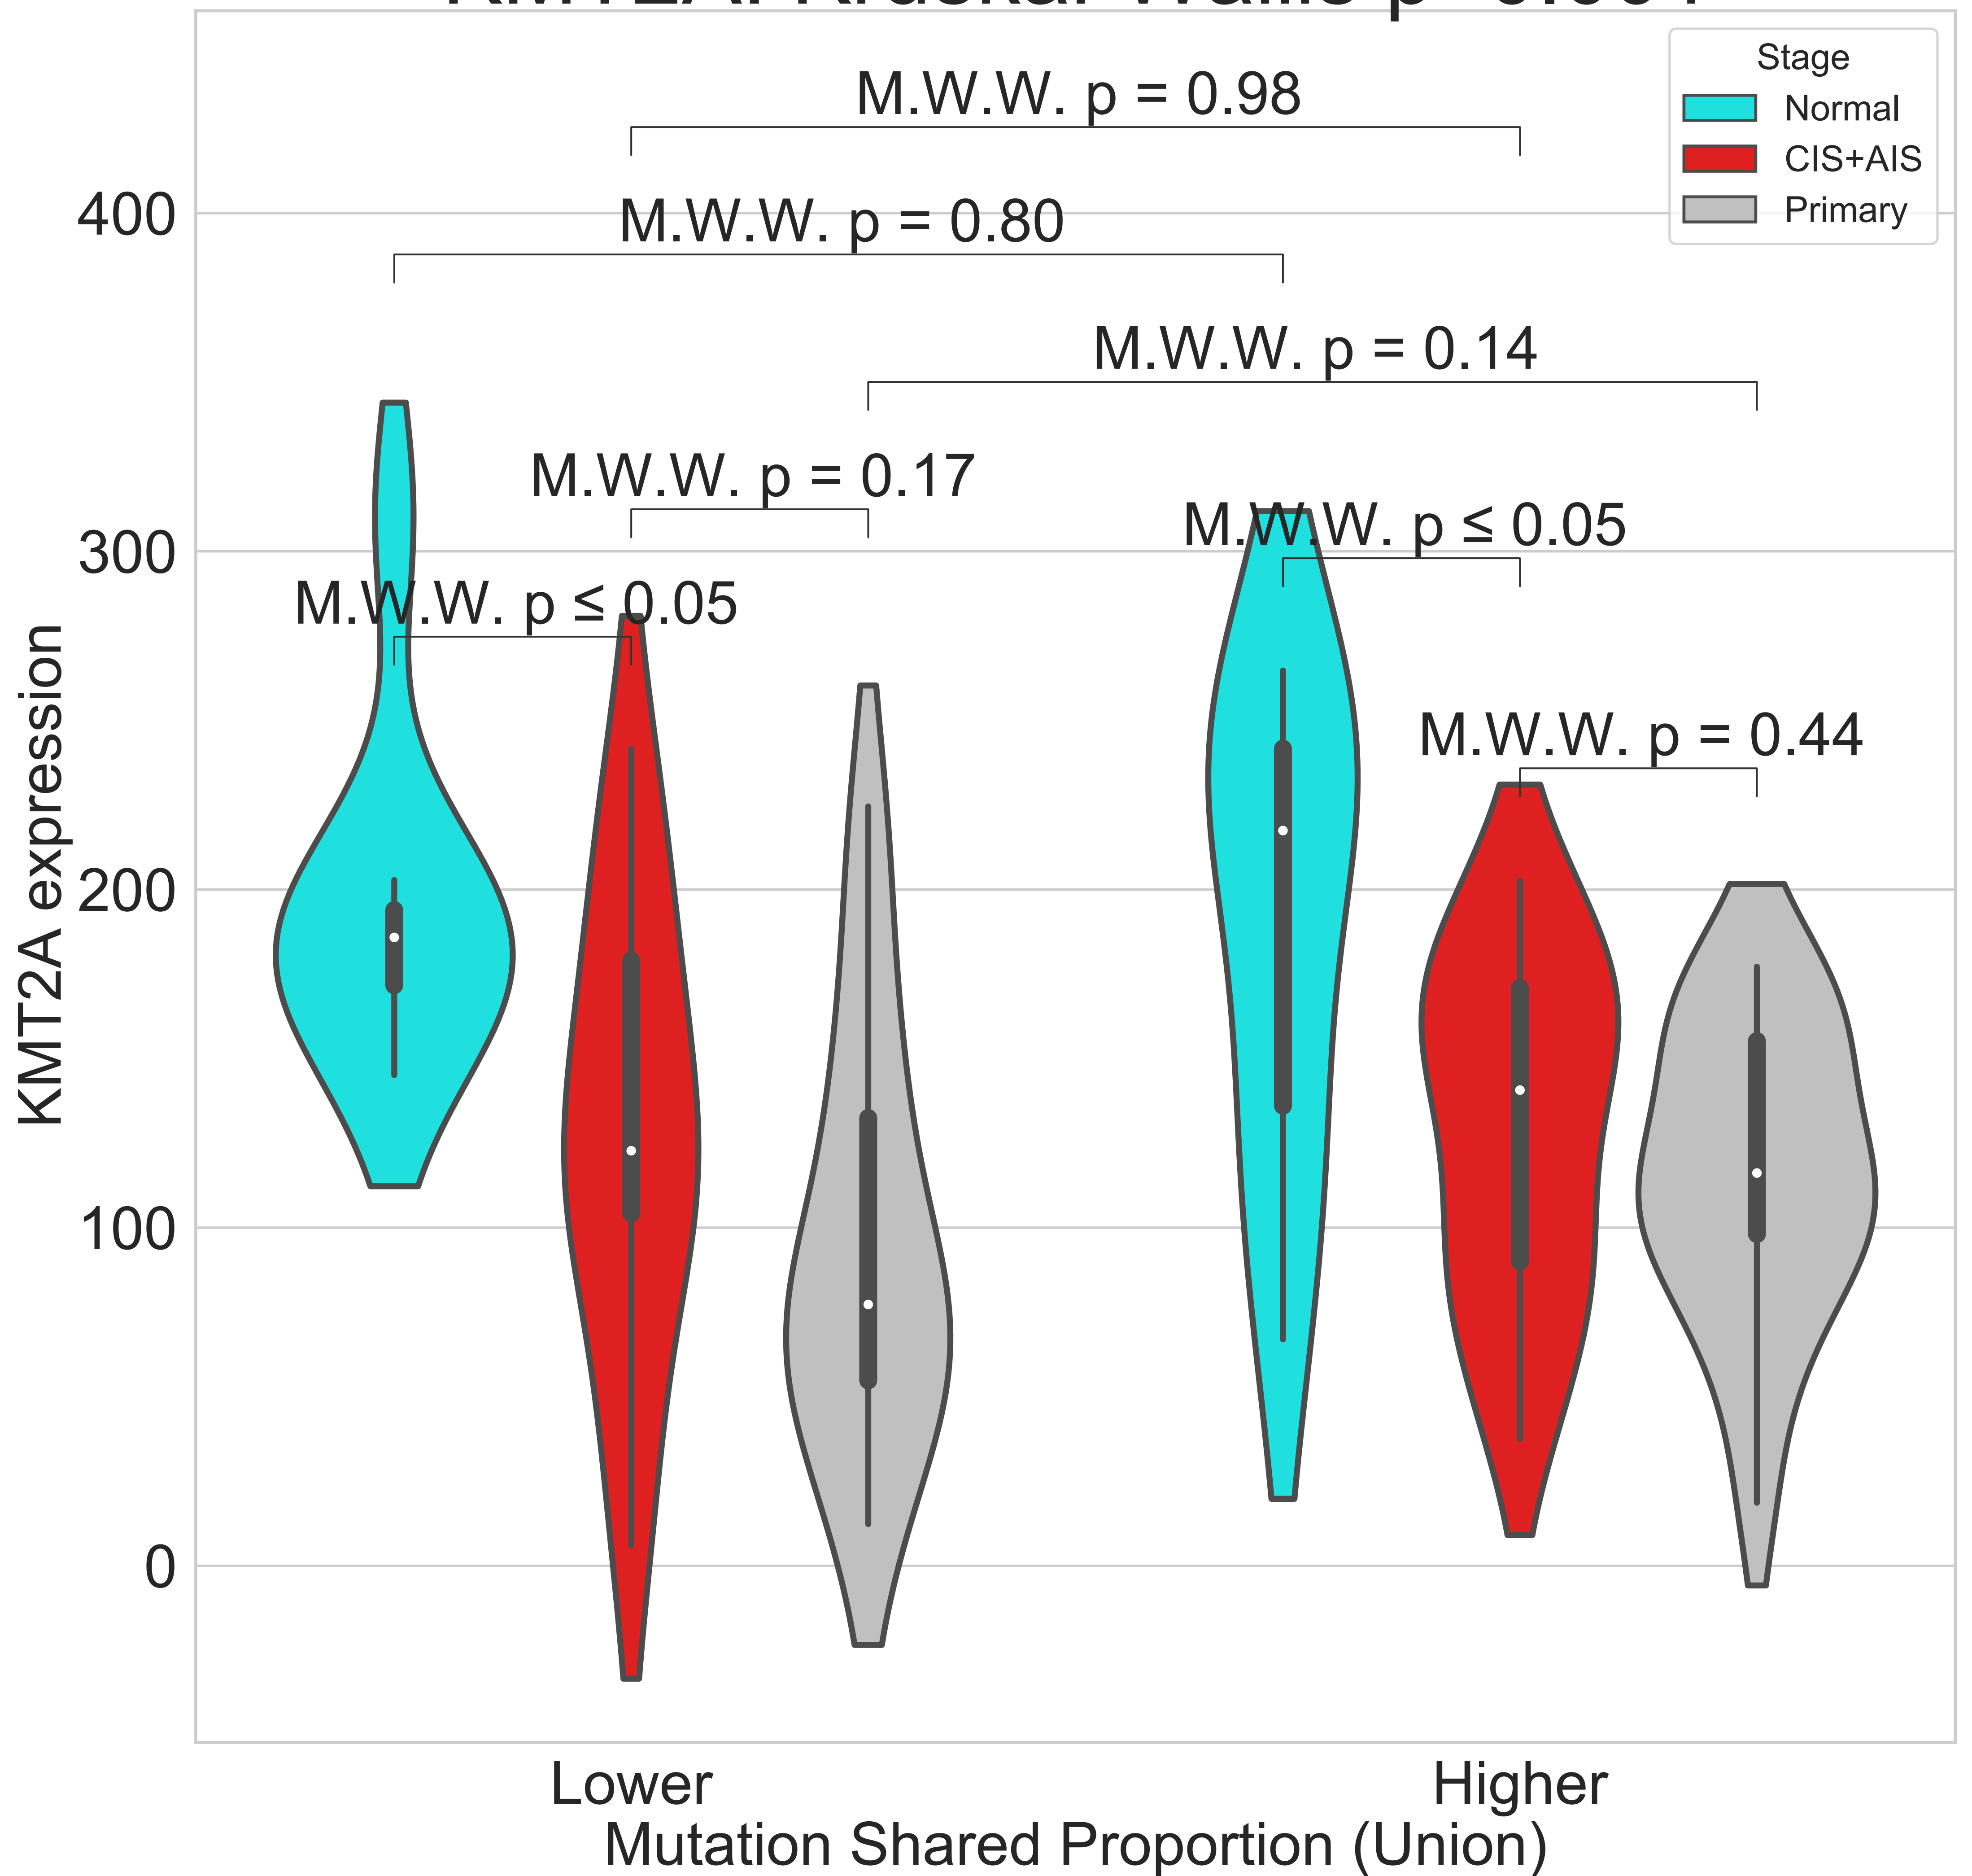 Stage
Normal
CIS+AIS
Primary
M.W.W. p = 0.98
M.W.W. p = 0.80
M.W.W. p = 0.14
M.W.W. p = 0.17
M.W.W. p ≤ 0.05
M.W.W. p ≤ 0.05
M.W.W. p = 0.44
400
300
200
100
0
KMT2A expression
Lower
Higher
Mutation Shared Proportion (Union)